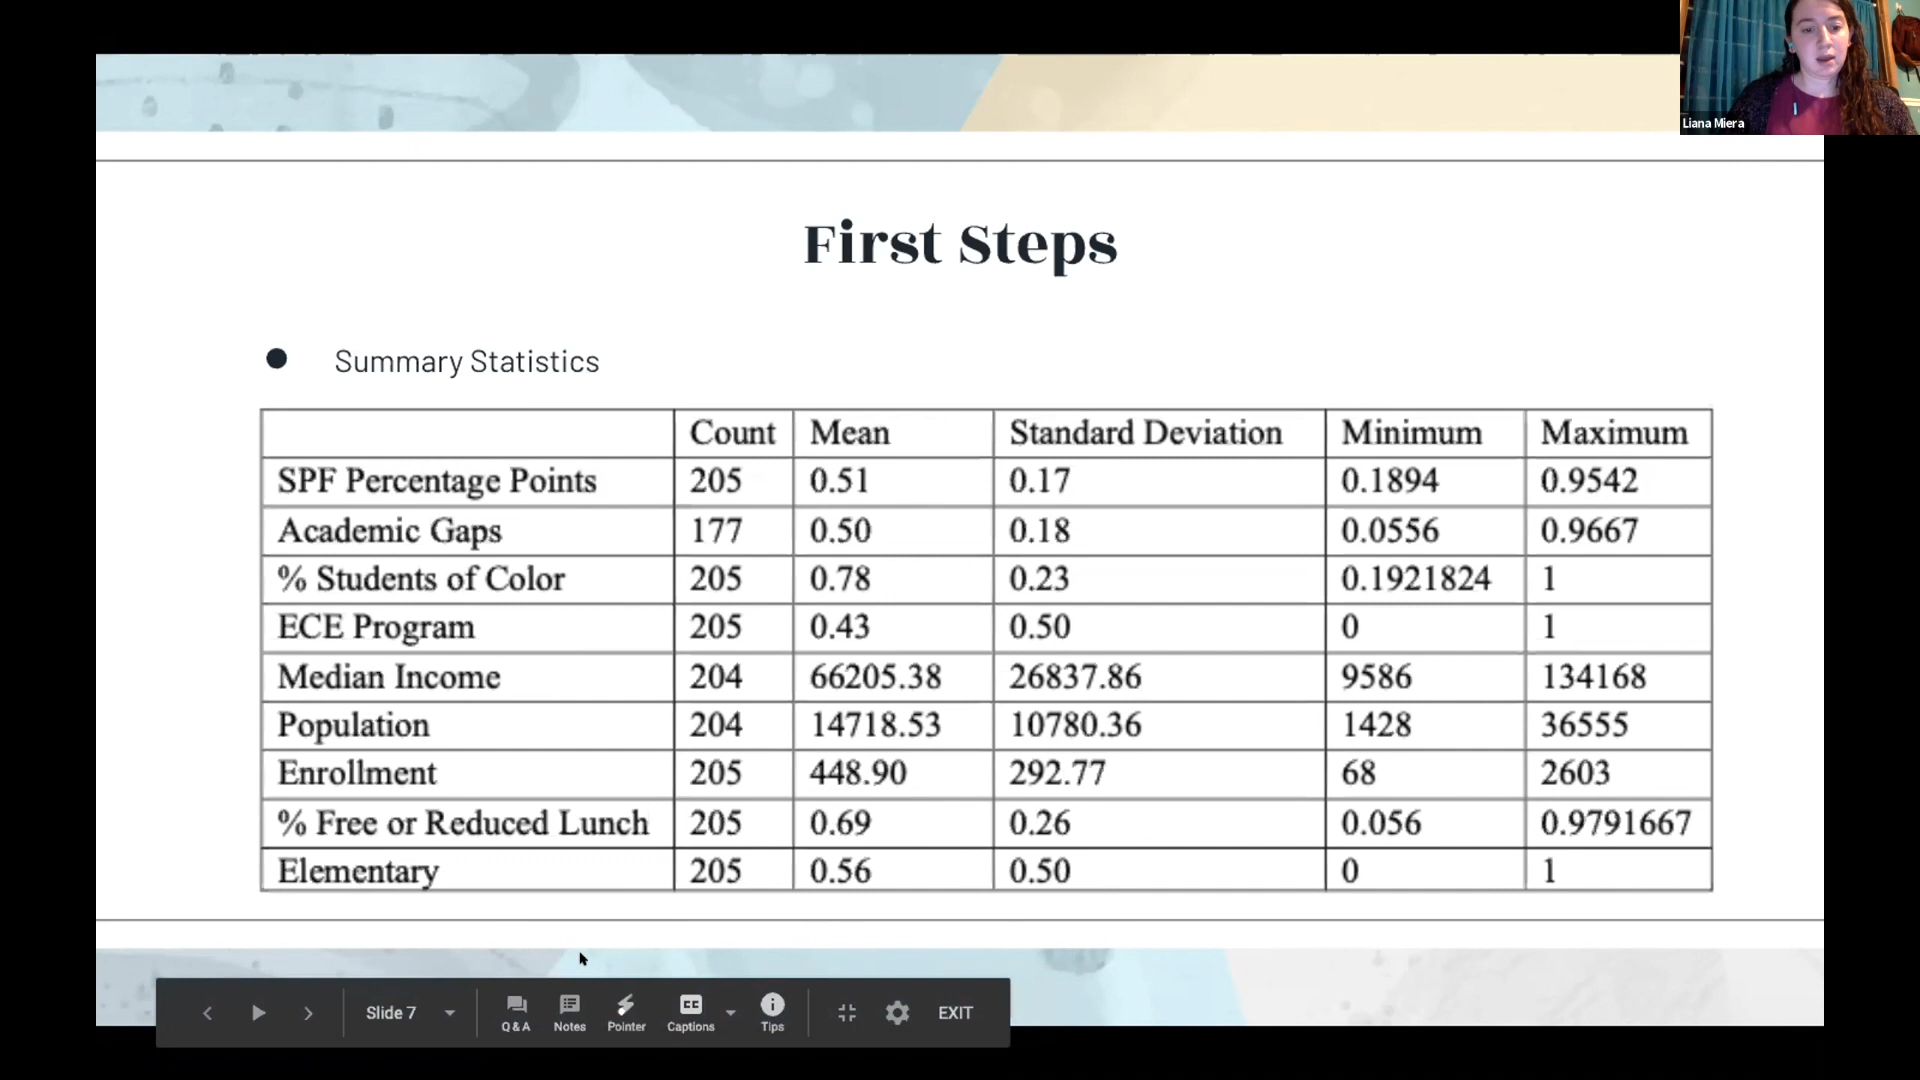 Liana Miera
First Steps
Summary Statistics
Count Mean Standard Deviation Minimum Maximum
SPF Percentage Points 205 0.51 0.17 0.1894 0.9542
Academic Gaps 177 0.50 0.18 0.0556 0.9667
% Students of Color 205 0.78 0.23 0.1921824 1
ECE Program 205 0.43 0.50 0 1
Median Income 204 66205.38 26837.86 9586 134168
Population 204 14718.53 10780.36 1428 36555
Enrollment 205 448.90 292.77 68 2603
% Free or Reduced Lunch 205 0.69 0.26 0.056 0.9791667
Elementary 205 0.56 0.50 0 1
Slide 7 Q&A Notes Pointer CC Captions Tips EXIT